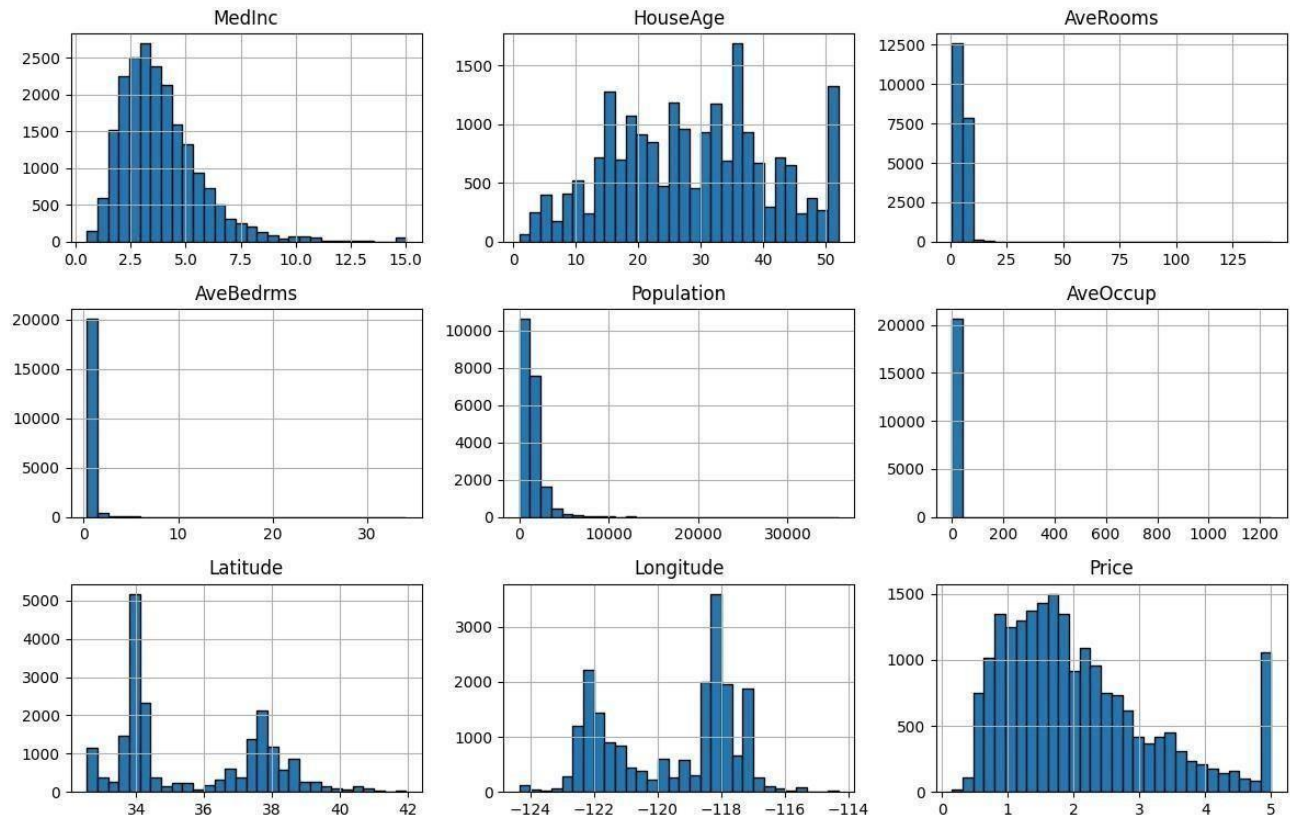 MedInc
2500
2000
1500
1000
500
0
0.0 2.5 5.0 7.5 10.0 12.5 15.0
HouseAge
1500
1000
500
0
0 10 20 30 40 50
AveRooms
12500
10000
7500
5000
2500
0
0 25 50 75 100 125
AveBedrms
20000
15000
10000
5000
0
0 10 20 30
Population
10000
8000
6000
4000
2000
0
0 10000 20000 30000
AveOccup
20000
15000
10000
5000
0
0 200 400 600 800 1000 1200
Latitude
5000
4000
3000
2000
1000
0
34 36 38 40 42
Longitude
3000
2000
1000
0
−124 −122 −120 −118 −116 −114
Price
1500
1000
500
0
0 1 2 3 4 5